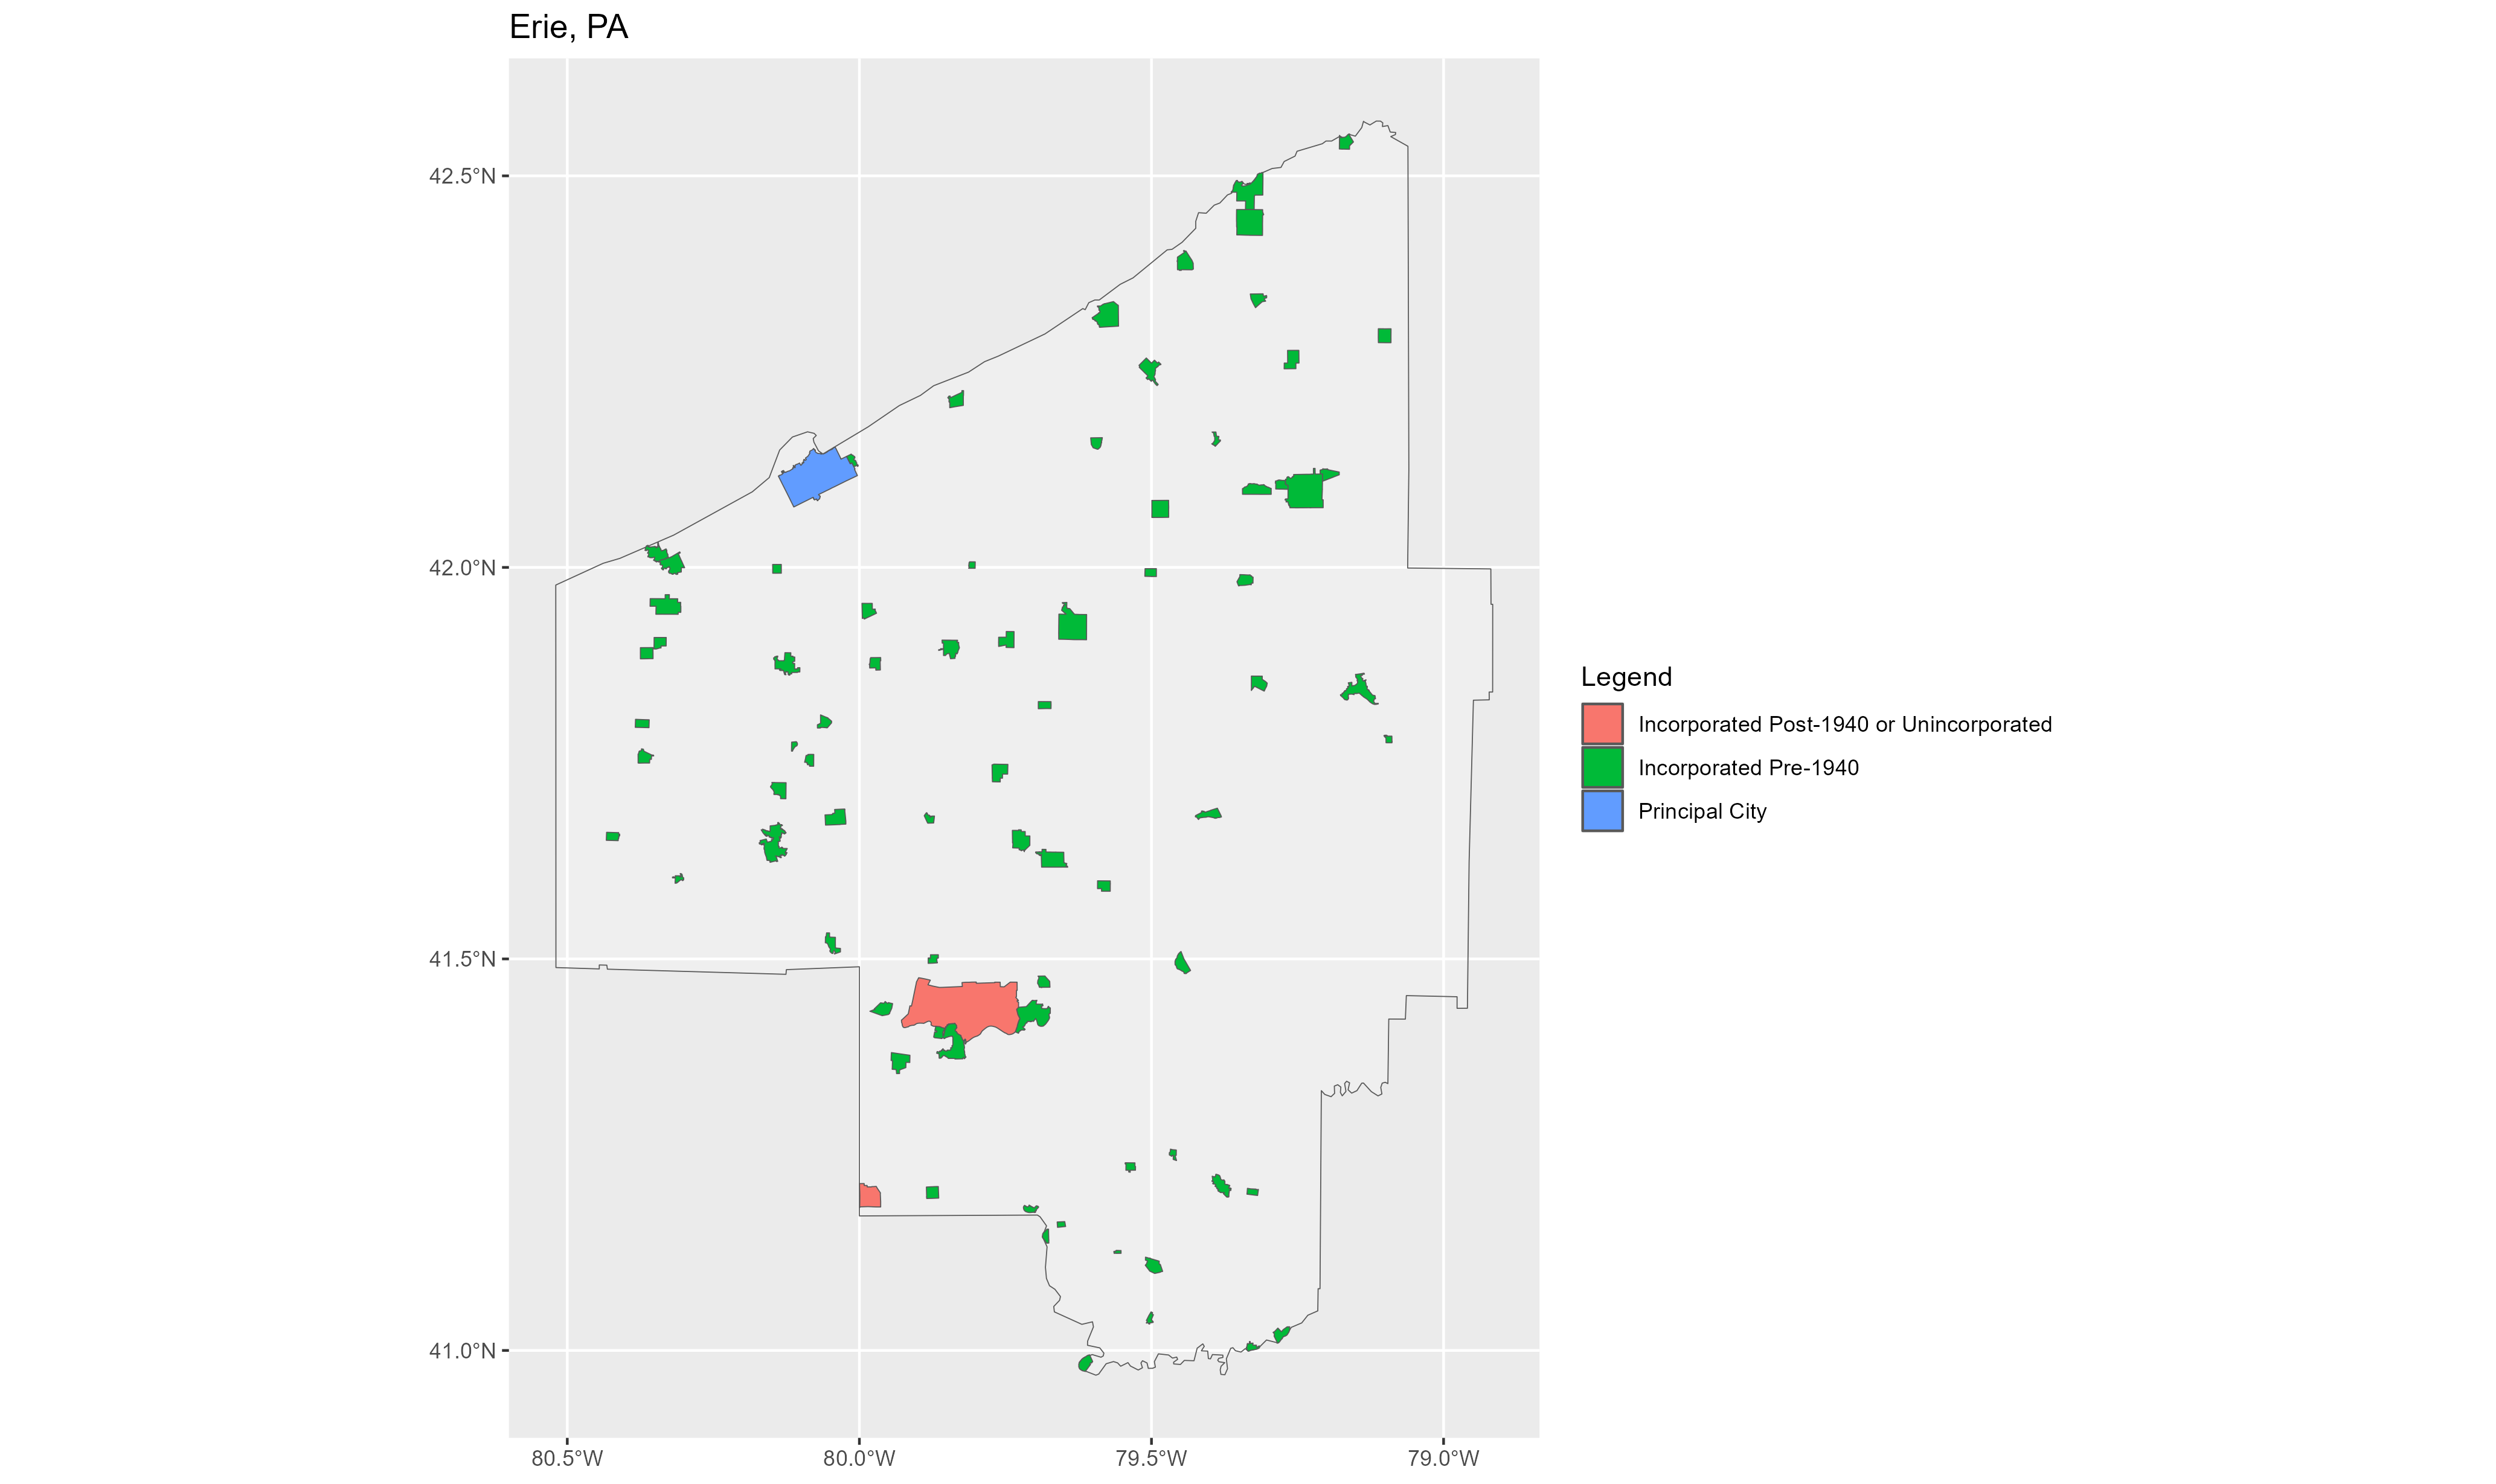 Erie, PA
42.5°N
42.0°N
41.5°N
41.0°N
80.5°W 80.0°W 79.5°W 79.0°W
Legend
Incorporated Post-1940 or Unincorporated
Incorporated Pre-1940
Principal City